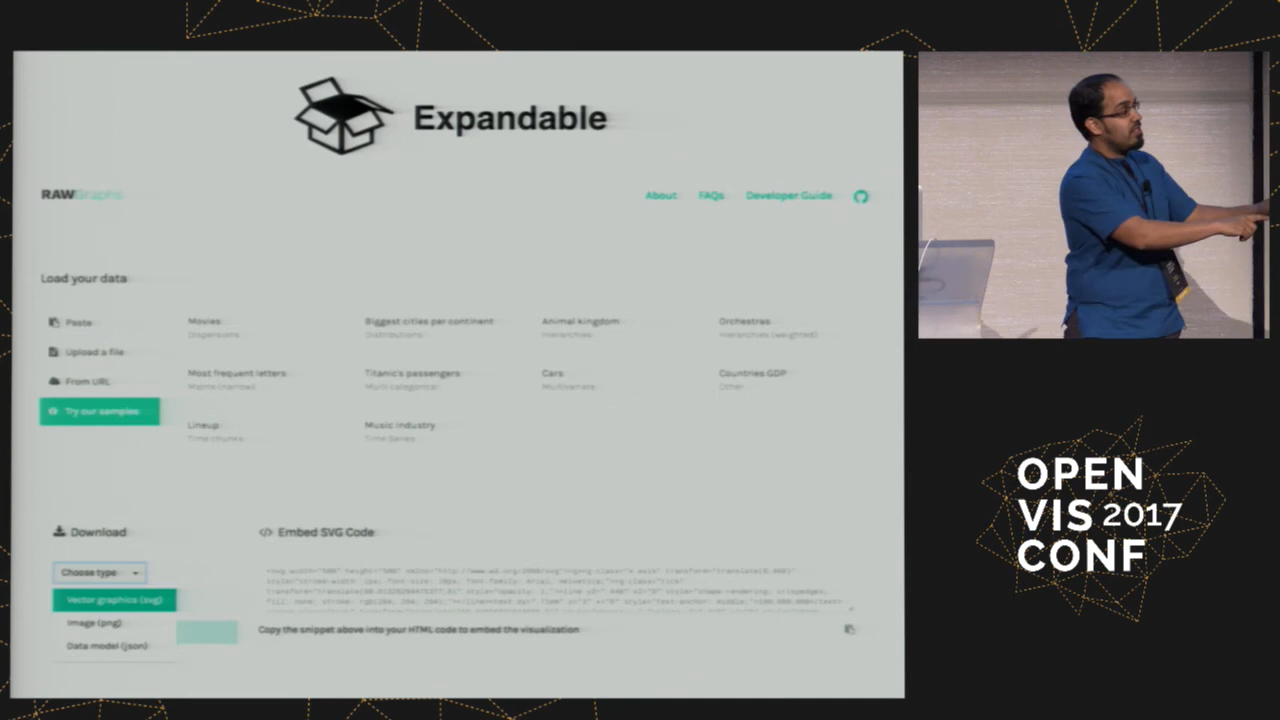 Expandable
RAWGraphs
About FAQs Developer Guide
Load your data
Paste
Upload a file
From URL
Try our samples
Movies
Dispersions
Biggest cities per continent
Distributions
Animal kingdom
Hierarchies
Orchestras
Hierarchies (weighted)
Most frequent letters
Matrix (narrow)
Titanic's passengers
Multi categorical
Cars
Multivariate
Countries GDP
Other
Lineup
Time chunks
Music industry
Time Series
Download
Choose type
Vector graphics (svg)
Image (png)
Data model (json)
</> Embed SVG Code
Copy the snippet above into your HTML code to embed the visualization
OPEN
VIS 2017
CONF